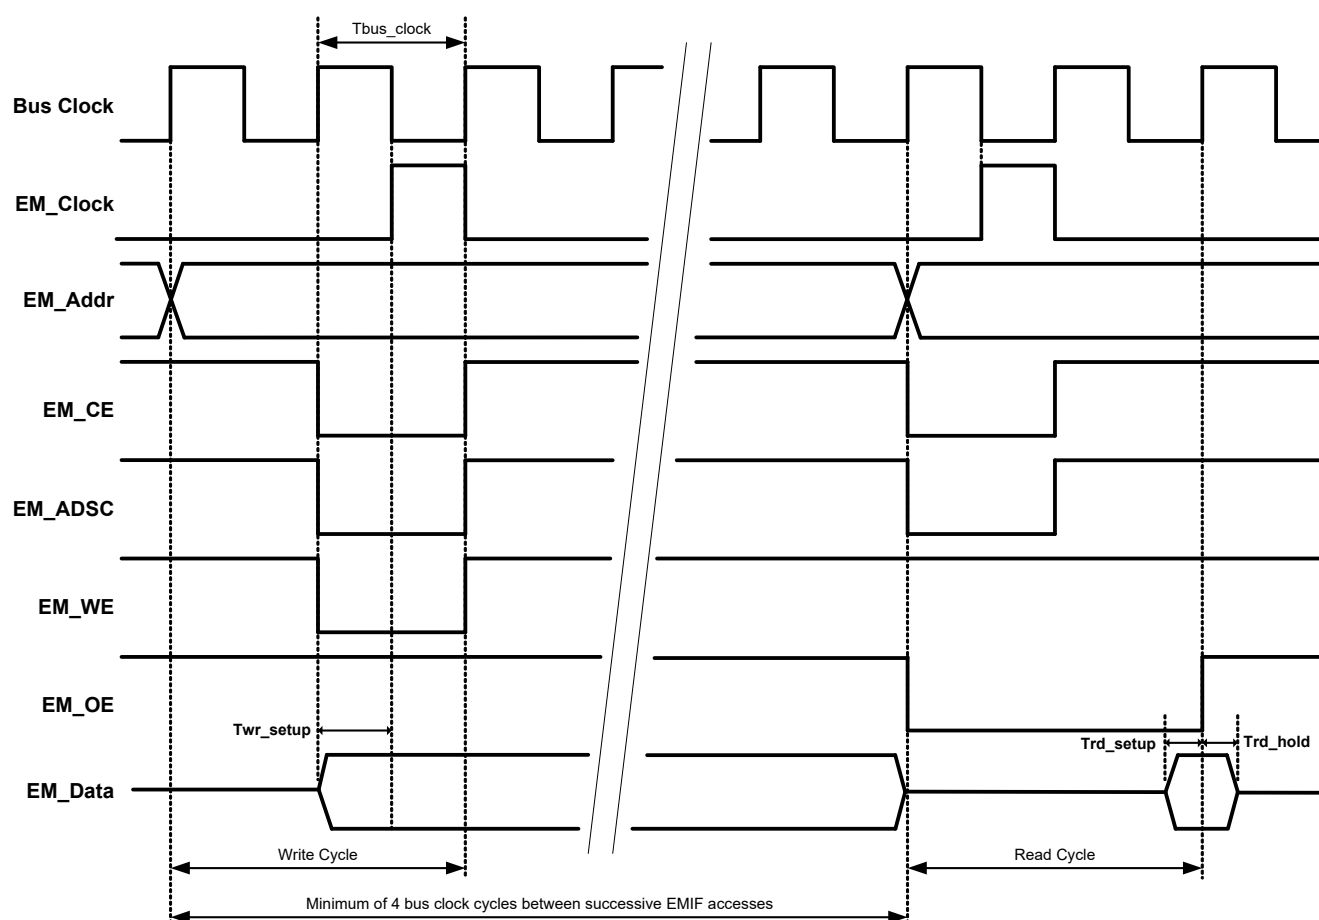 Tbus_clock
Bus Clock
EM_Clock
EM_Addr
EM_CE
EM_ADSC
EM_WE
EM_OE
Twr_setup
Trd_setup
Trd_hold
EM_Data
Write Cycle
Read Cycle
Minimum of 4 bus clock cycles between successive EMIF accesses